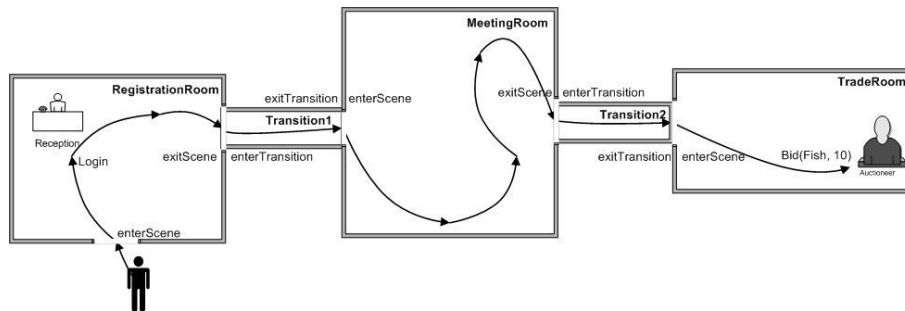 MeetingRoom
RegistrationRoom
TradeRoom
exitTransition
enterScene
exitScene
enterTransition
Transition1
Transition2
Reception
Login
exitScene
enterTransition
exitTransition
enterScene
Bid(Fish, 10)
Auctioneer
enterScene